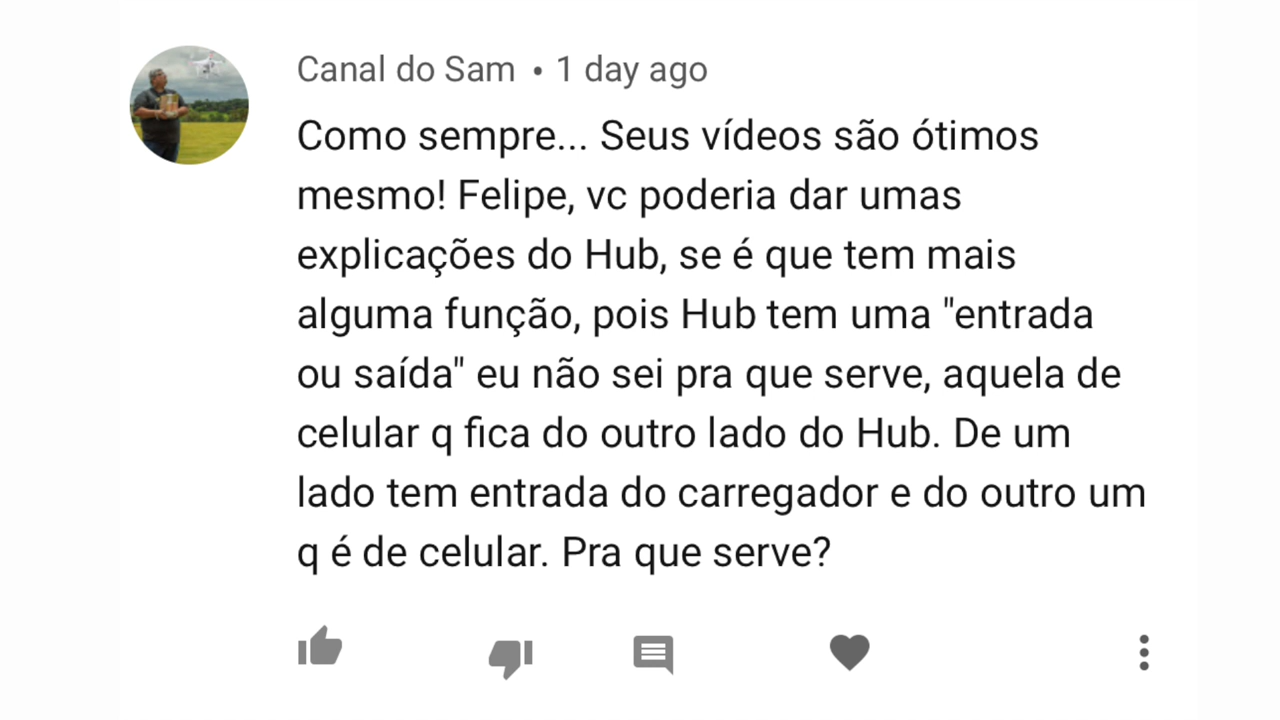 Canal do Sam • 1 day ago
Como sempre... Seus vídeos são ótimos
mesmo! Felipe, vc poderia dar umas
explicações do Hub, se é que tem mais
alguma função, pois Hub tem uma "entrada
ou saída" eu não sei pra que serve, aquela de
celular q fica do outro lado do Hub. De um
lado tem entrada do carregador e do outro um
q é de celular. Pra que serve?